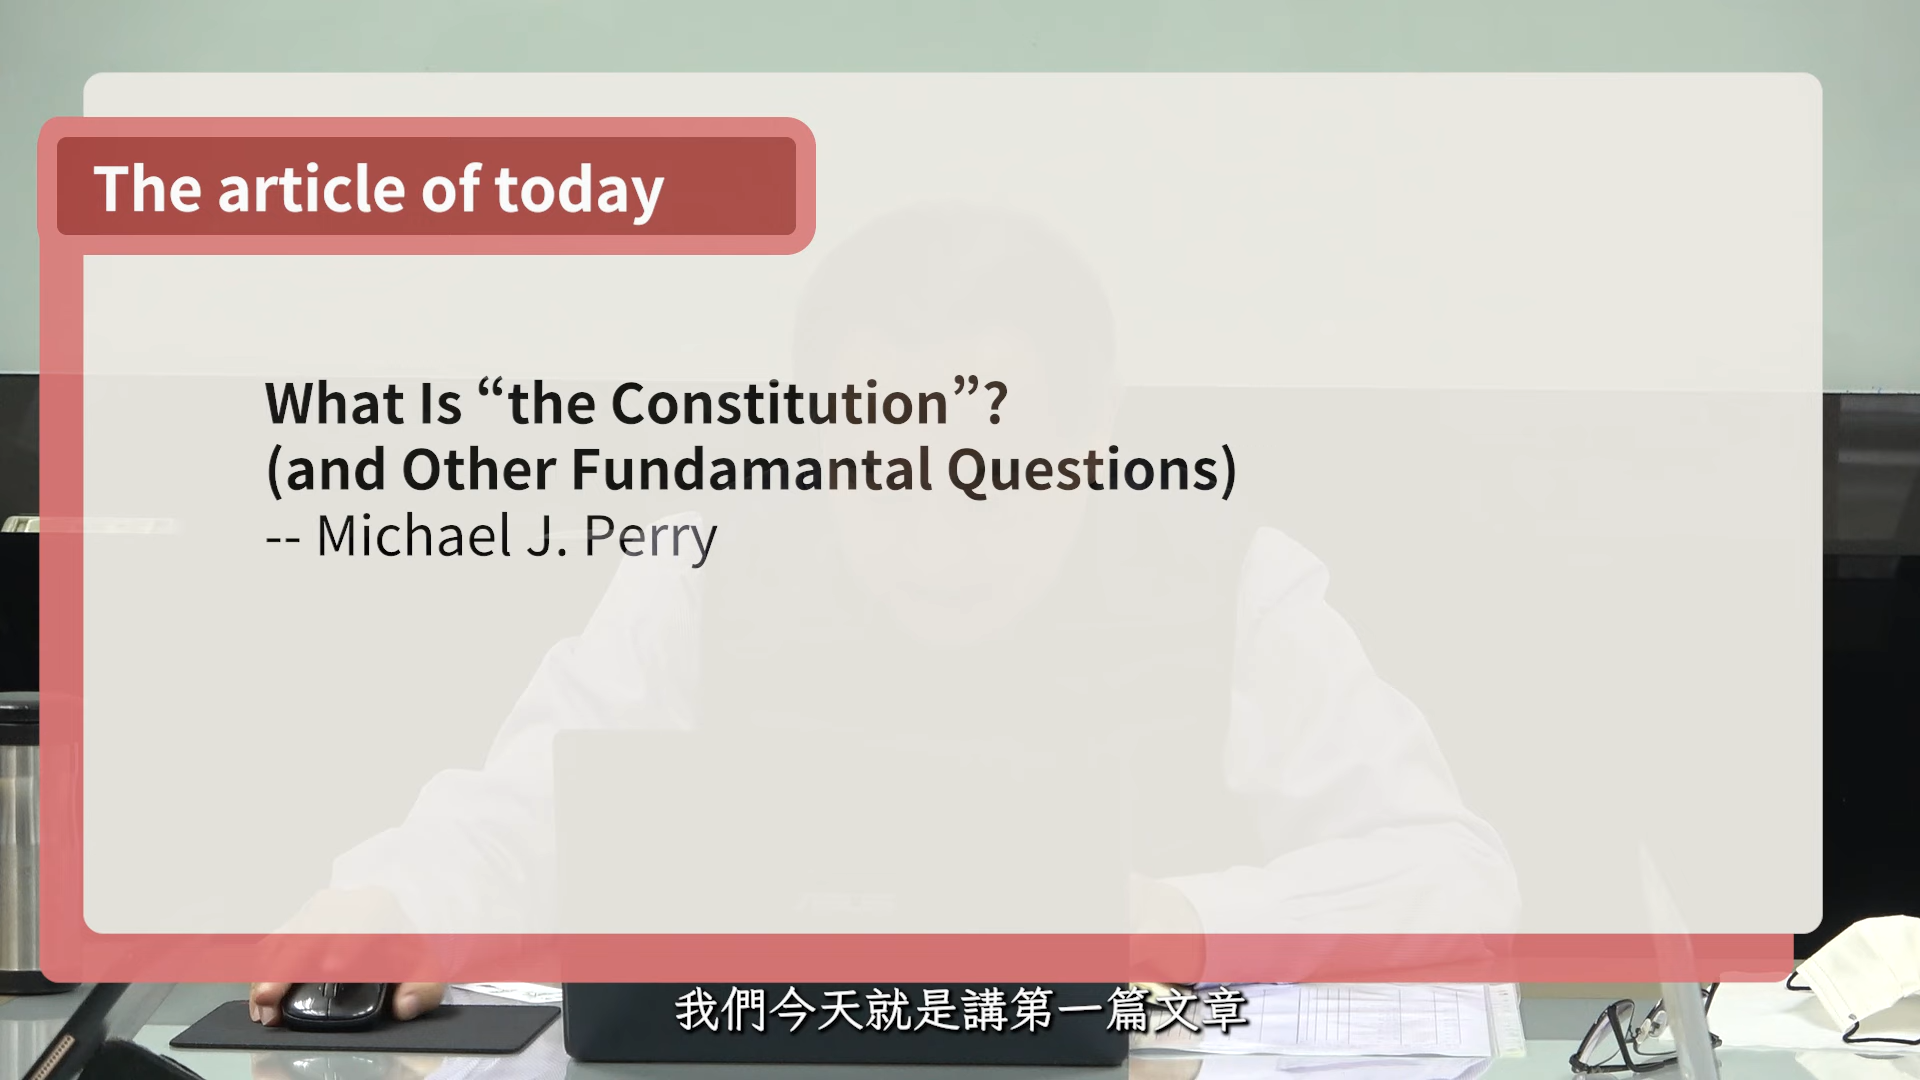 The article of today
What Is “the Constitution”?
(and Other Fundamantal Questions)
-- Michael J. Perry
我們今天就是講第一篇文章